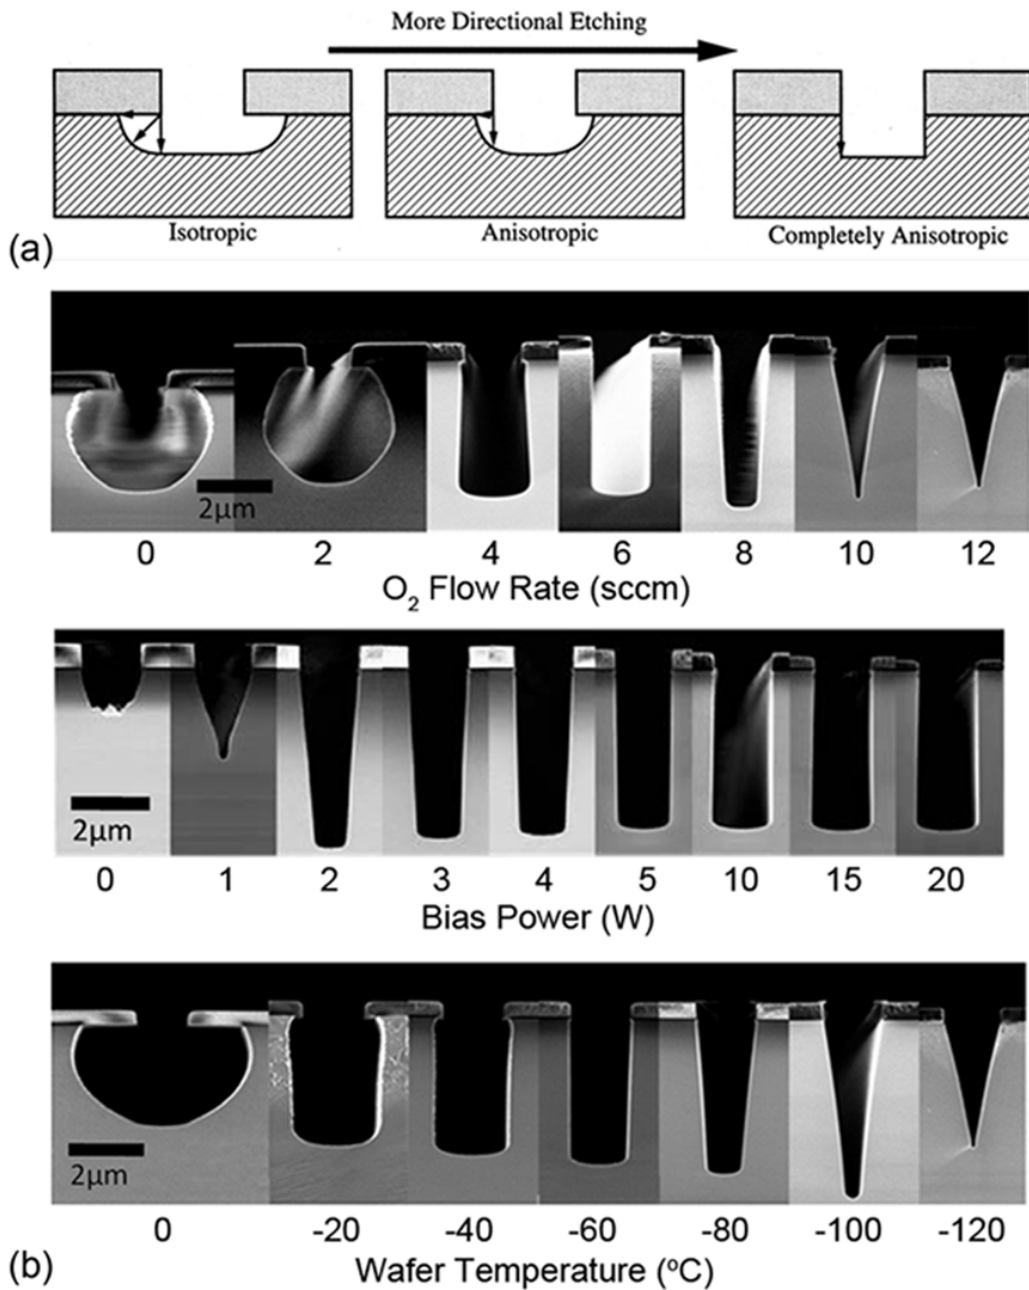 More Directional Etching
Isotropic Anisotropic Completely Anisotropic
(a)
2μm
0 2 4 6 8 10 12
O₂ Flow Rate (sccm)
2μm
0 1 2 3 4 5 10 15 20
Bias Power (W)
2μm
0 -20 -40 -60 -80 -100 -120
Wafer Temperature (°C)
(b)